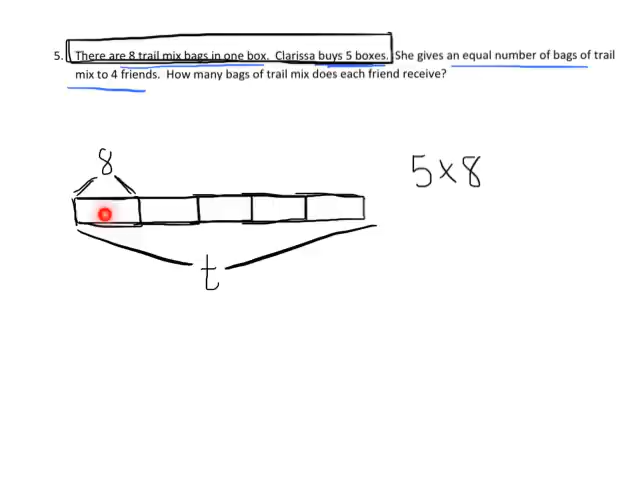 5. There are 8 trail mix bags in one box. Clarissa buys 5 boxes. She gives an equal number of bags of trail
mix to 4 friends. How many bags of trail mix does each friend receive?
8
5 x 8
t